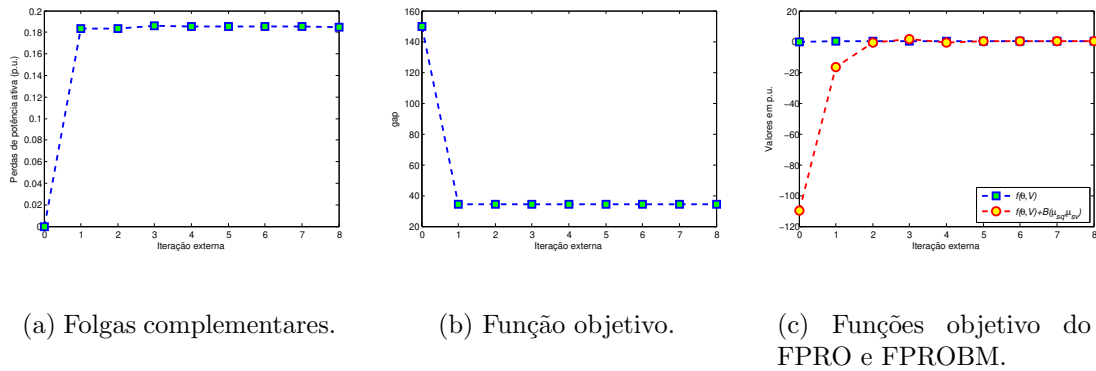 0.2
0.18
0.16
0.14
0.12
0.1
0.08
0.06
0.04
0.02
0
Perdas de potência ativa (p.u.)
0 1 2 3 4 5 6 7 8
Iteração externa
(a) Folgas complementares.
160
140
120
100
80
60
40
20
gap
0 1 2 3 4 5 6 7 8
Iteração externa
(b) Função objetivo.
20
0
−20
−40
−60
−80
−100
−120
Valores em p.u.
f(θ,V)
f(θ,V)+B(μsq,μsv)
0 1 2 3 4 5 6 7 8
Iteração externa
(c) Funções objetivo do
FPRO e FPROBM.